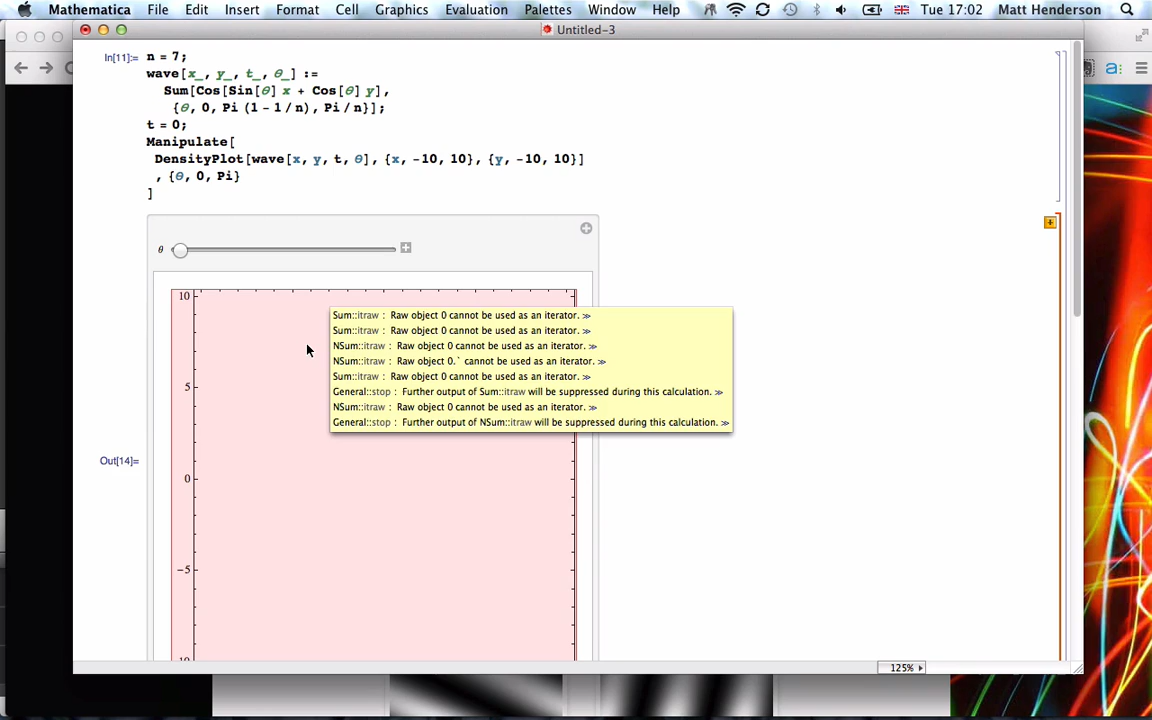 Mathematica File Edit Insert Format Cell Graphics Evaluation Palettes Window Help Tue 17:02 Matt Henderson
Untitled-3
a:
In[11]:= n = 7;
wave[x_, y_, t_, θ_] :=
Sum[Cos[Sin[θ] x + Cos[θ] y],
{θ, 0, Pi (1 - 1 / n), Pi / n}];
t = 0;
Manipulate[
DensityPlot[wave[x, y, t, θ], {x, -10, 10}, {y, -10, 10}]
, {θ, 0, Pi}
]
θ
10
Sum::itraw : Raw object 0 cannot be used as an iterator. ≫
Sum::itraw : Raw object 0 cannot be used as an iterator. ≫
NSum::itraw : Raw object 0 cannot be used as an iterator. ≫
NSum::itraw : Raw object 0.` cannot be used as an iterator. ≫
Sum::itraw : Raw object 0 cannot be used as an iterator. ≫
5
General::stop : Further output of Sum::itraw will be suppressed during this calculation. ≫
NSum::itraw : Raw object 0 cannot be used as an iterator. ≫
General::stop : Further output of NSum::itraw will be suppressed during this calculation. ≫
Out[14]=
0
-5
125%